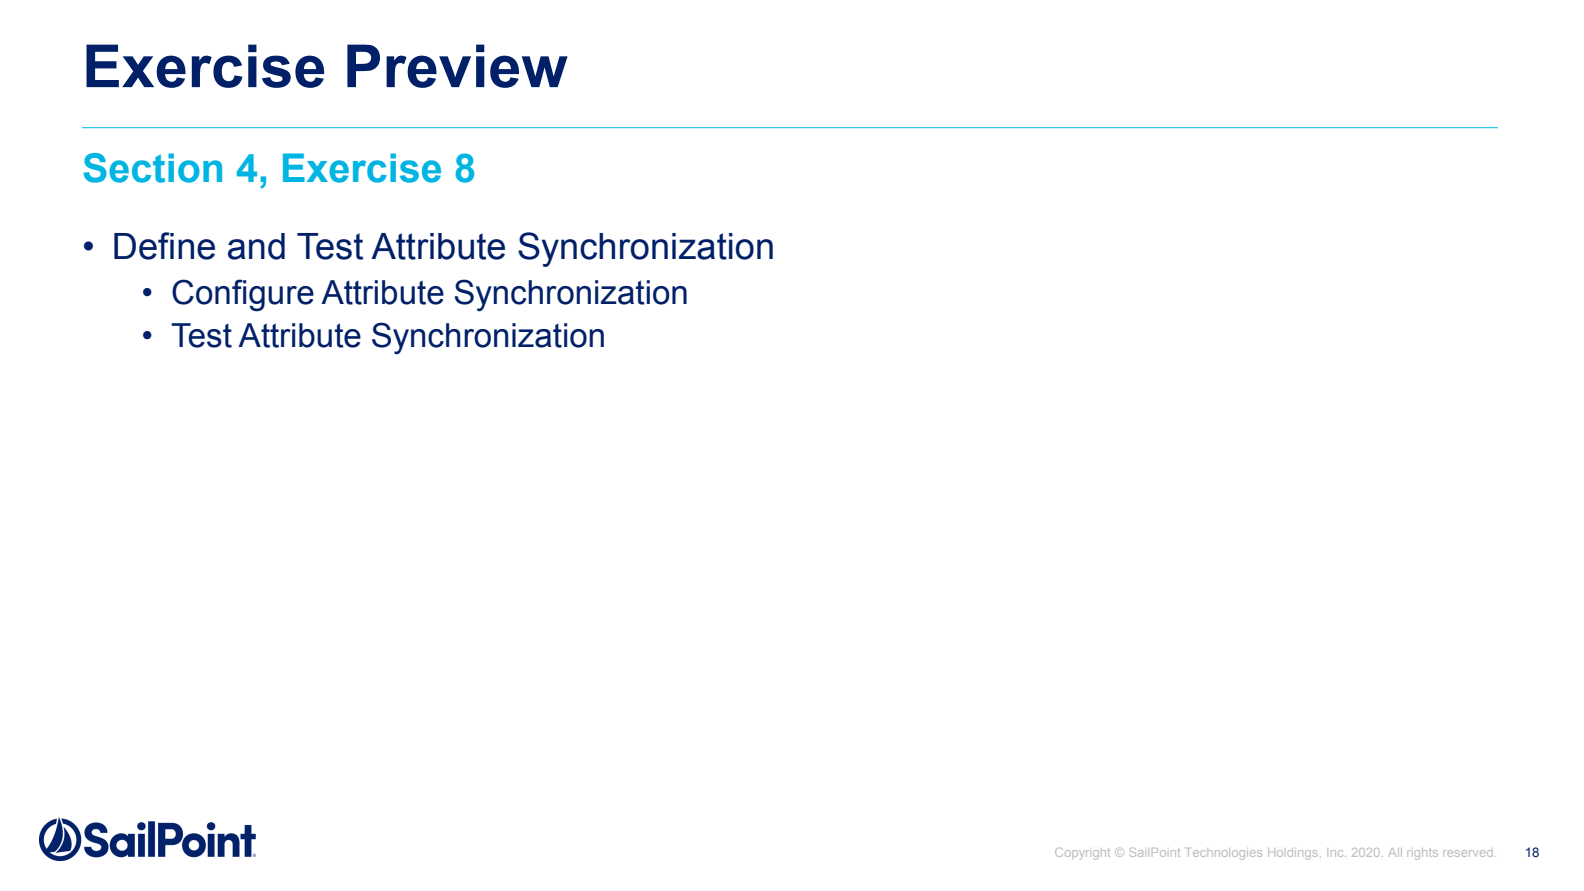 Exercise Preview
Section 4, Exercise 8
• Define and Test Attribute Synchronization
• Configure Attribute Synchronization
• Test Attribute Synchronization
SailPoint
Copyright © SailPoint Technologies Holdings, Inc. 2020. All rights reserved. 18